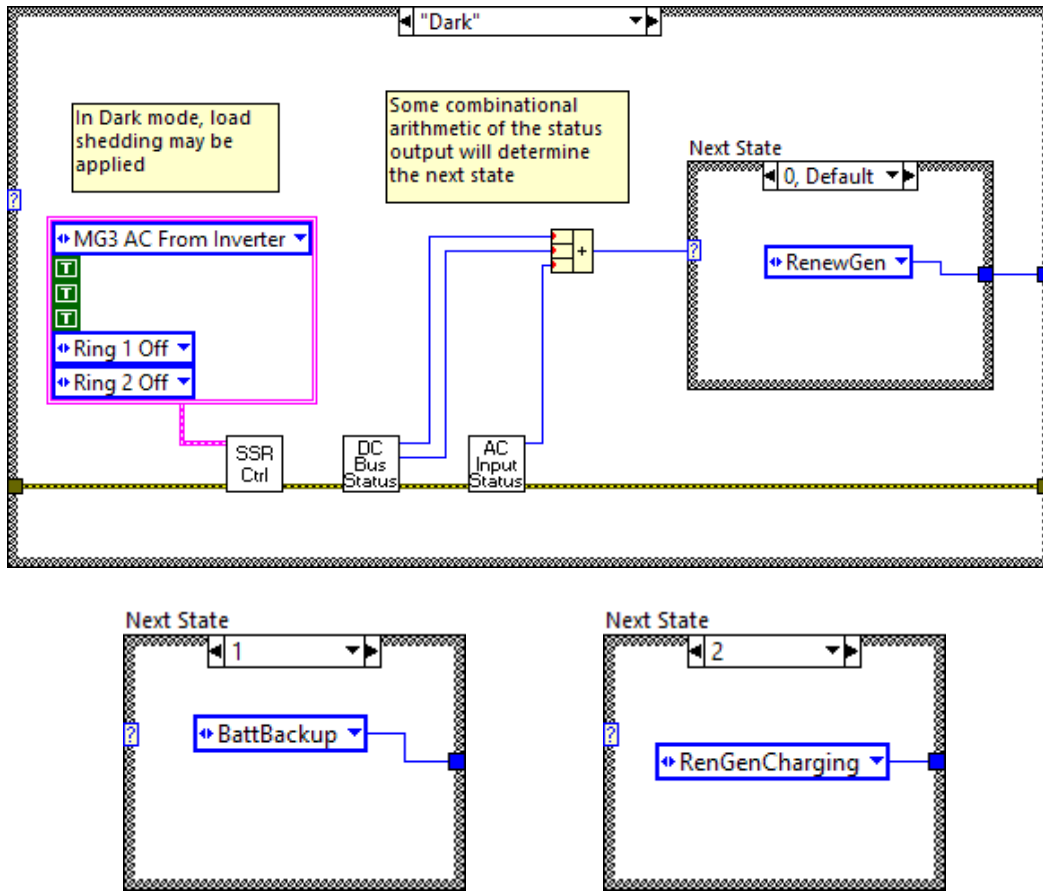 "Dark"
In Dark mode, load
shedding may be
applied
Some combinational
arithmetic of the status
output will determine
the next state
Next State
0, Default
?
MG3 AC From Inverter
T
T
T
Ring 1 Off
Ring 2 Off
+
?
RenewGen
SSR
Ctrl
DC
Bus
Status
AC
Input
Status
Next State
1
?
BattBackup
Next State
2
?
RenGenCharging